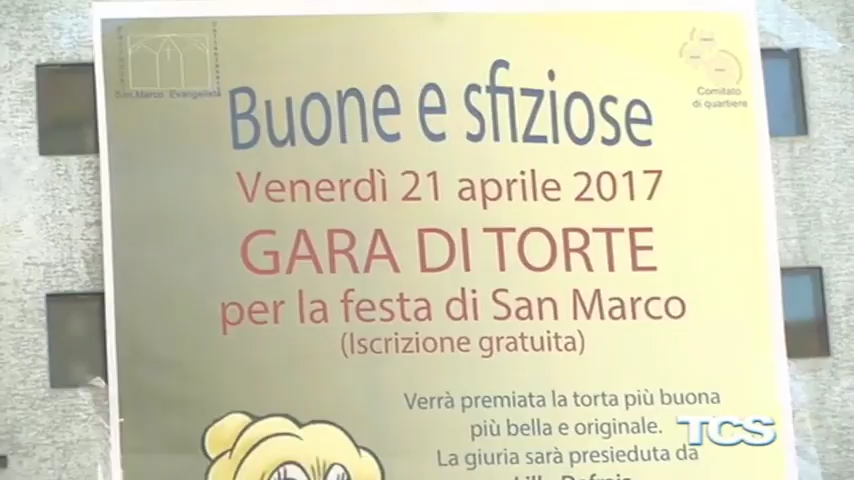 San Marco Evangelista
Comitato
di quartiere
Buone e sfiziose
Venerdì 21 aprile 2017
GARA DI TORTE
per la festa di San Marco
(Iscrizione gratuita)
Verrà premiata la torta più buona
più bella e originale.
La giuria sarà presieduta da
TCS